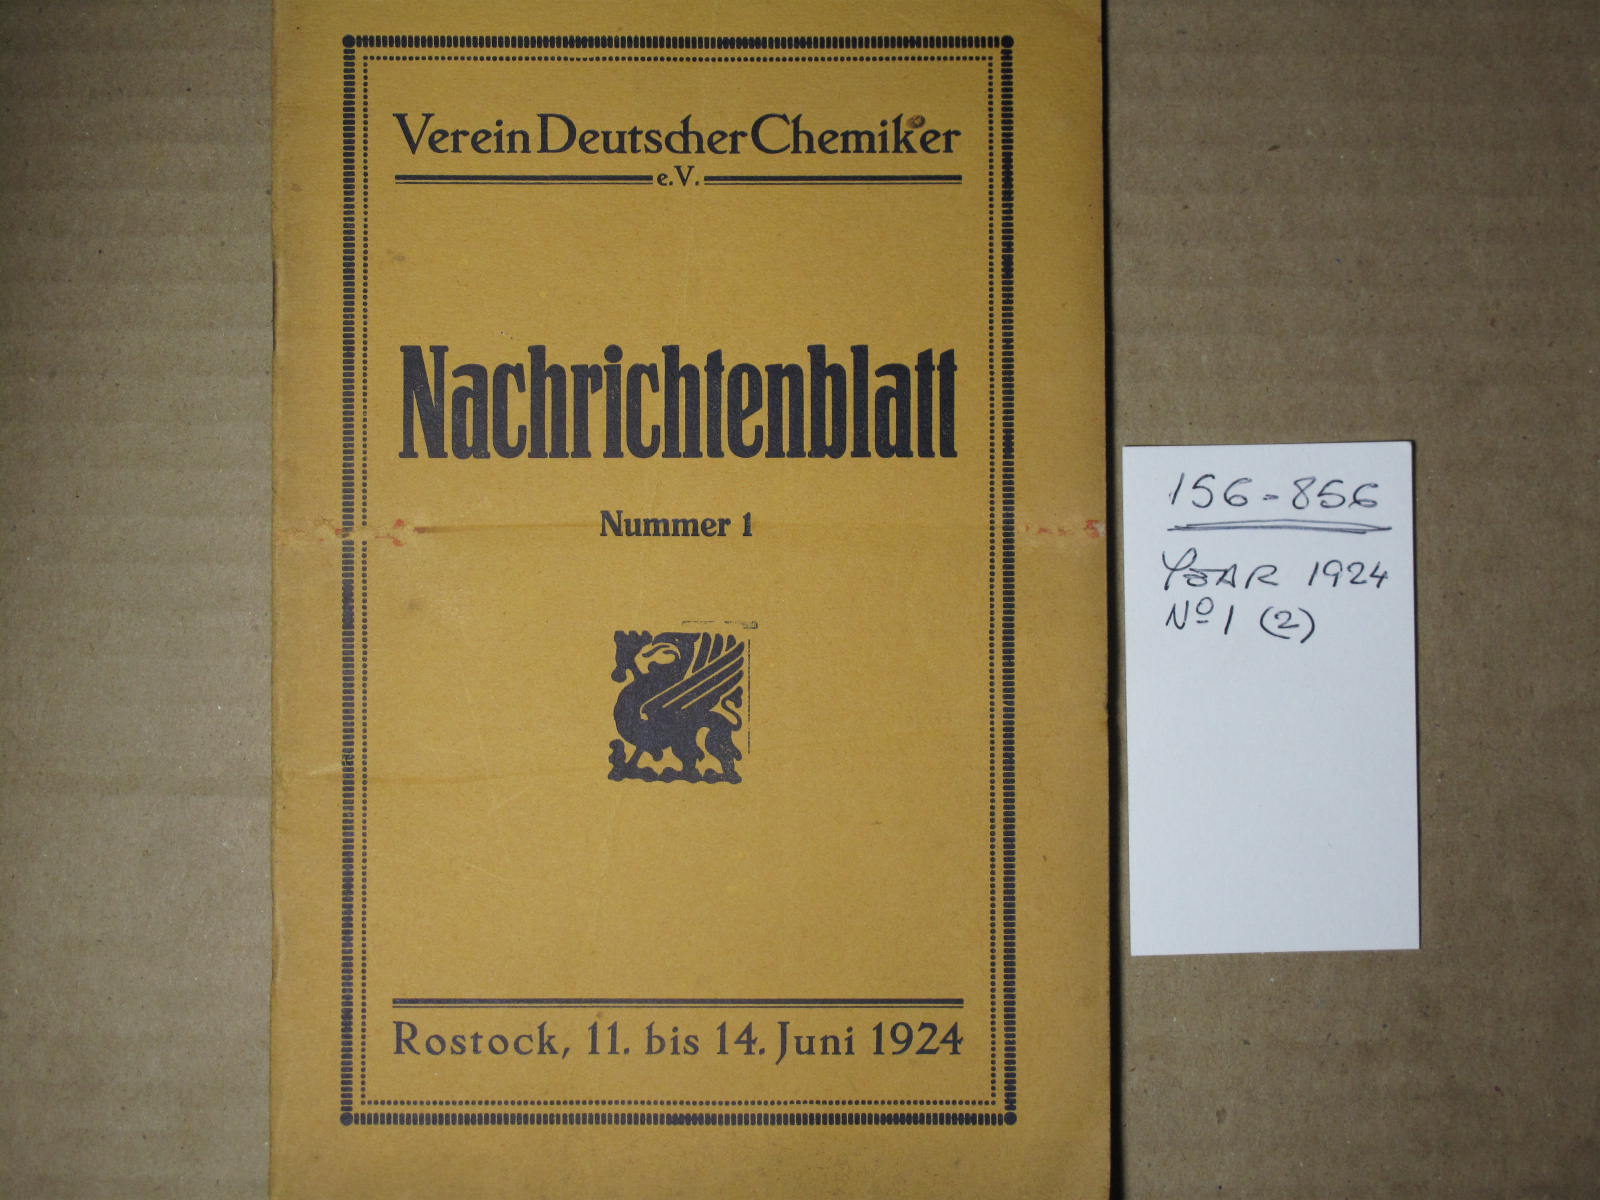 Verein Deutscher Chemiker
e.V.
Nachrichtenblatt
Nummer 1
Rostock, 11. bis 14. Juni 1924
156-856
YEAR 1924
Nº 1 (2)